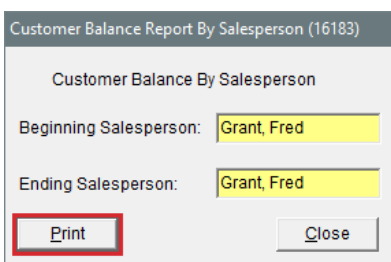 Customer Balance Report By Salesperson (16183)
Customer Balance By Salesperson
Beginning Salesperson: Grant, Fred
Ending Salesperson: Grant, Fred
Print Close